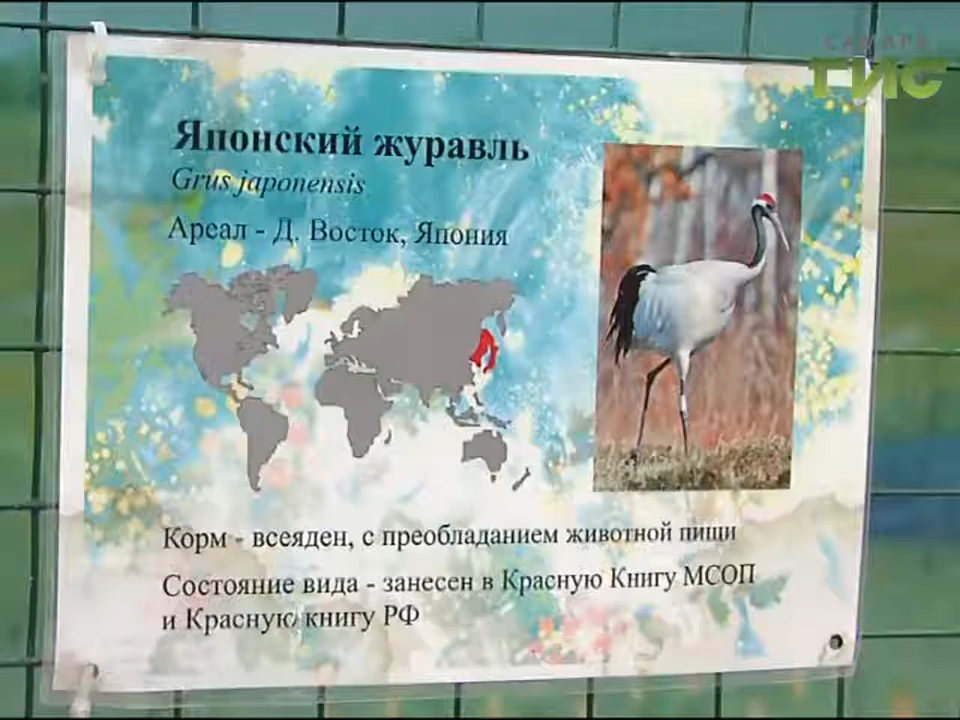 САМАРА
ГИС
Японский журавль
Grus japonensis
Ареал - Д. Восток, Япония
Корм - всеяден, с преобладанием животной пищи
Состояние вида - занесен в Красную Книгу МСОП
и Красную книгу РФ